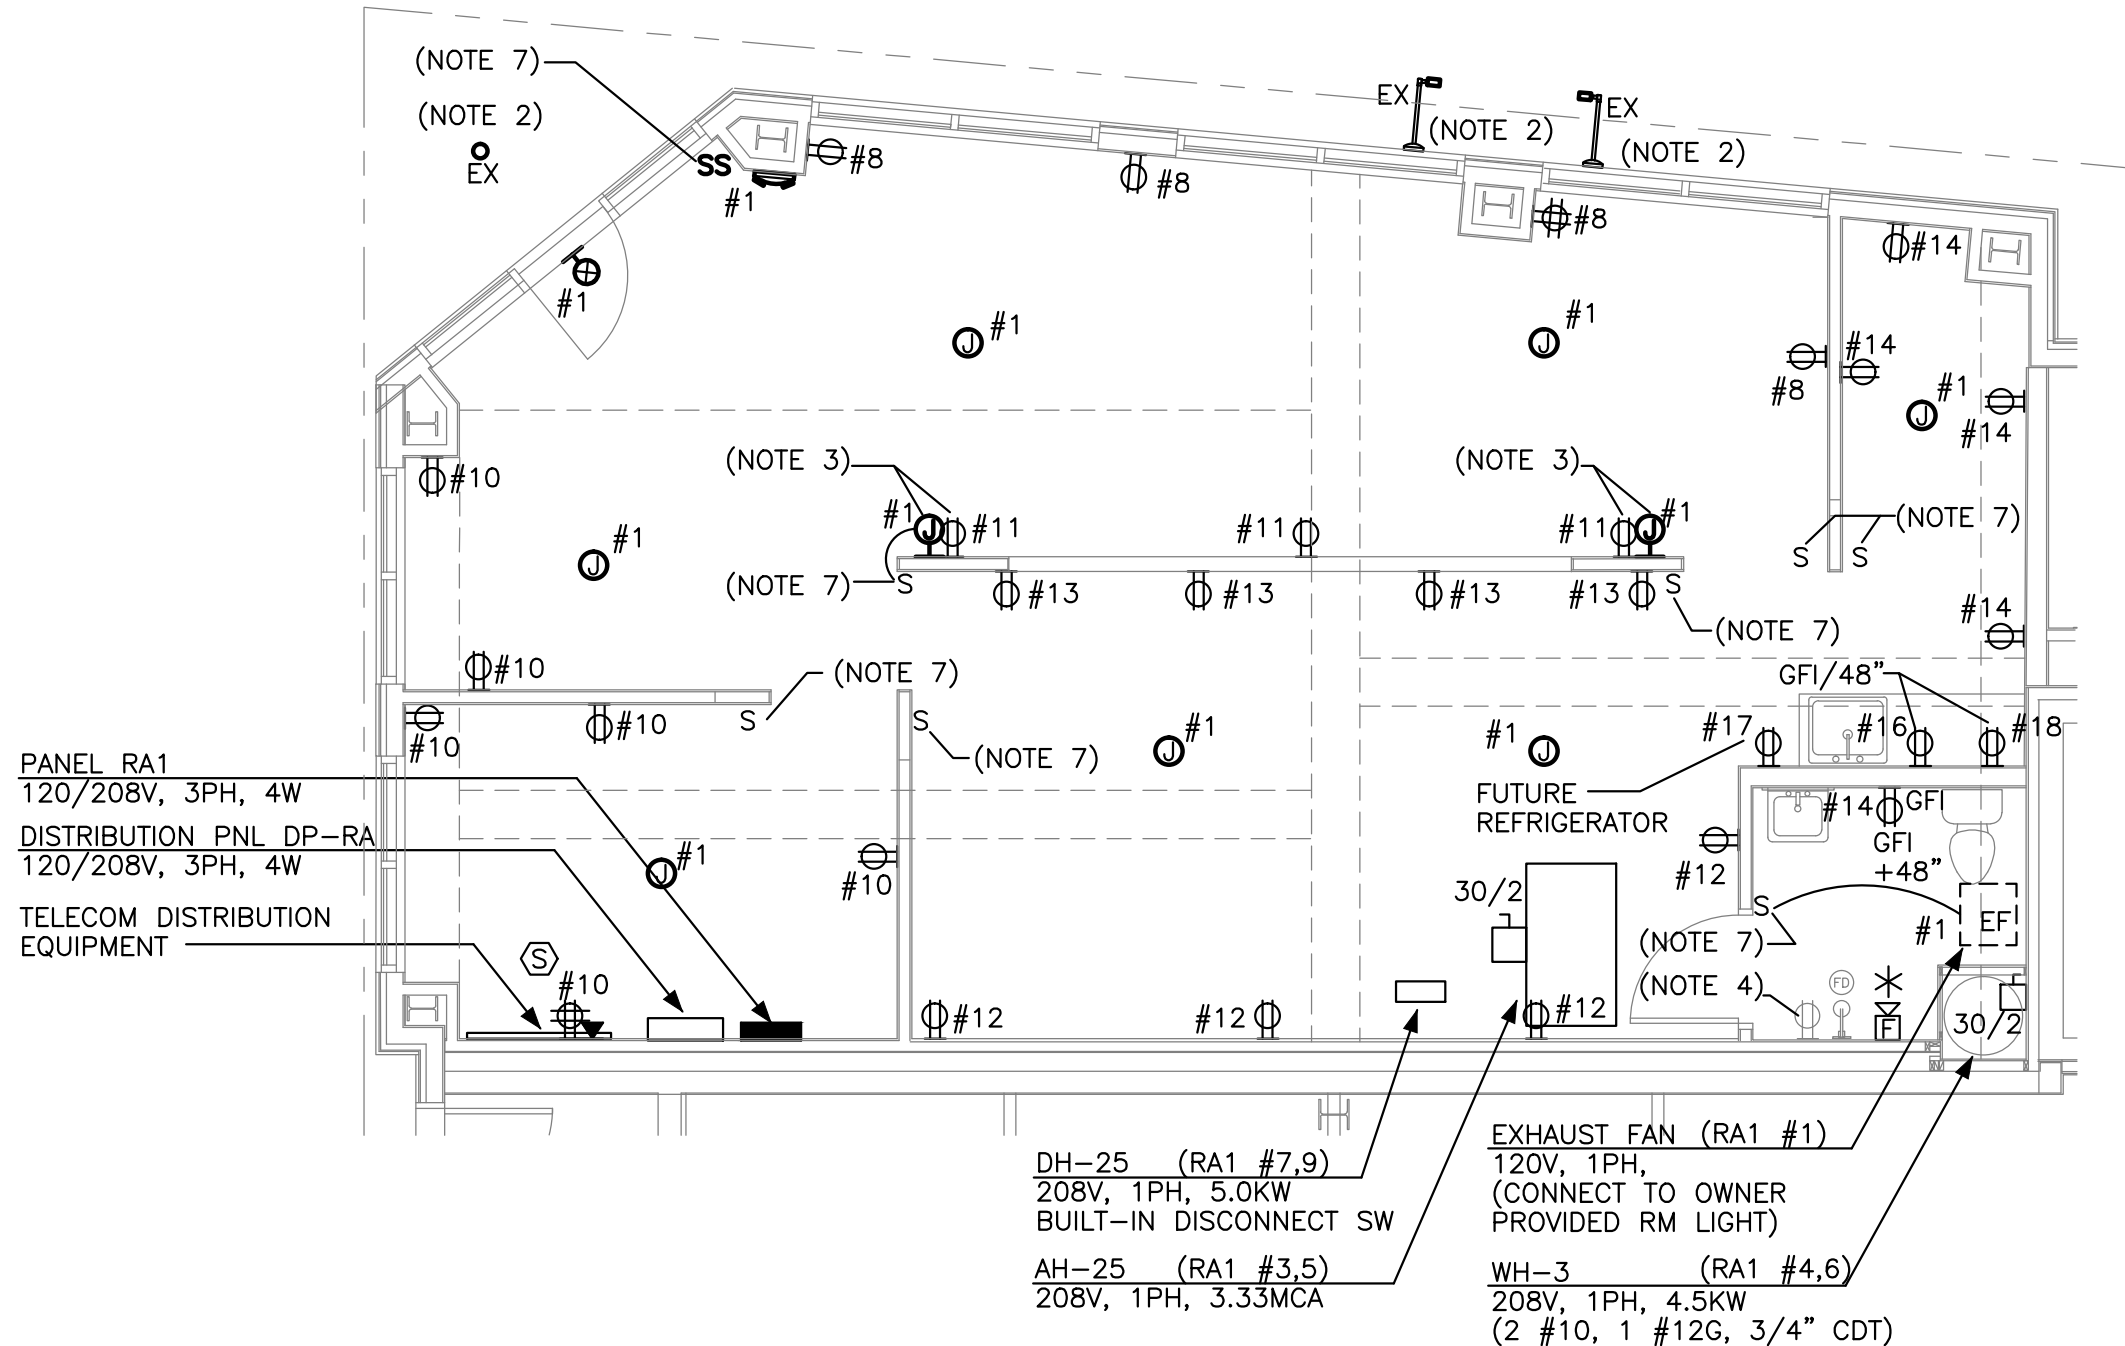 (NOTE 7)
(NOTE 2)
EX
SS
#1
#8
#8
EX
(NOTE 2)
EX
(NOTE 2)
#8
#14
#1
#1
#1
#14
#8
#1
#14
(NOTE 3)
(NOTE 3)
#10
#1
#1
#11
#11
#11
#1
(NOTE 7)
S
S
(NOTE 7)
S
#13
#13
#13
#13
S
(NOTE 7)
#14
#10
(NOTE 7)
GFI/48"
#10
#10
S
S
(NOTE 7)
#1
#1
#17
#16
#18
PANEL RA1
120/208V, 3PH, 4W
DISTRIBUTION PNL DP-RA
120/208V, 3PH, 4W
TELECOM DISTRIBUTION
EQUIPMENT
FUTURE
REFRIGERATOR
#14
GFI
GFI
+48"
#1
#10
#12
30/2
S
EF
#1
(NOTE 7)
(NOTE 4)
FD
F
30/2
S
#10
#12
#12
#12
J
J
J
J
J
J
J
J
J
J
EXHAUST FAN (RA1 #1)
120V, 1PH,
(CONNECT TO OWNER
PROVIDED RM LIGHT)
DH-25 (RA1 #7,9)
208V, 1PH, 5.0KW
BUILT-IN DISCONNECT SW
AH-25 (RA1 #3,5)
208V, 1PH, 3.33MCA
WH-3 (RA1 #4,6)
208V, 1PH, 4.5KW
(2 #10, 1 #12G, 3/4" CDT)